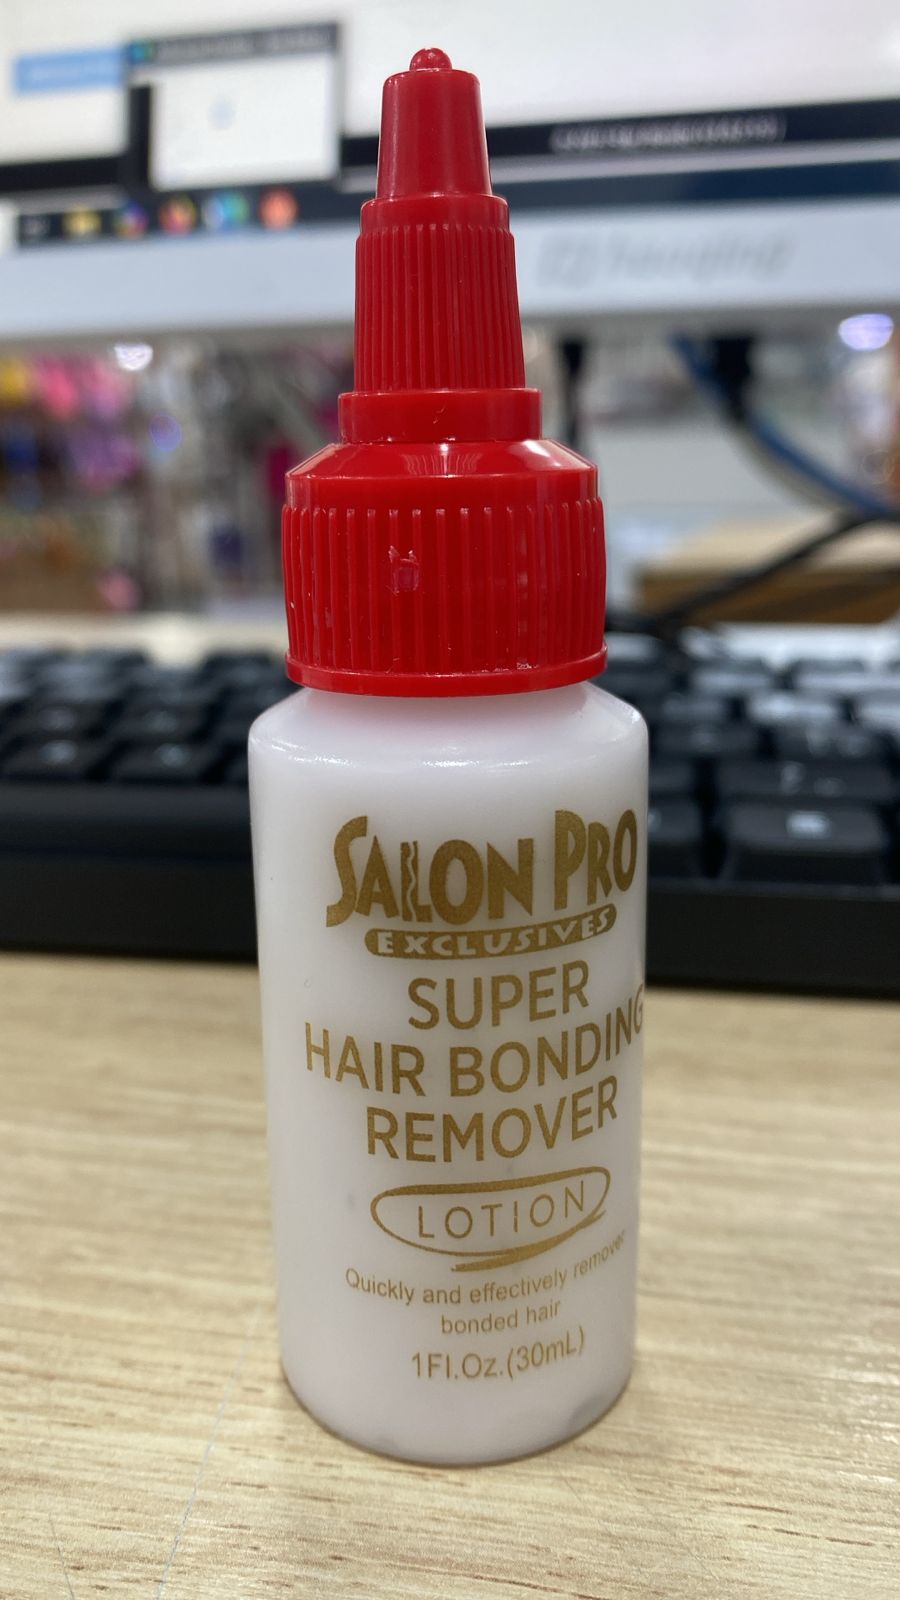 SALON PRO
EXCLUSIVES
SUPER
HAIR BONDING
REMOVER
LOTION
Quickly and effectively remover
bonded hair
1Fl.Oz.(30mL)